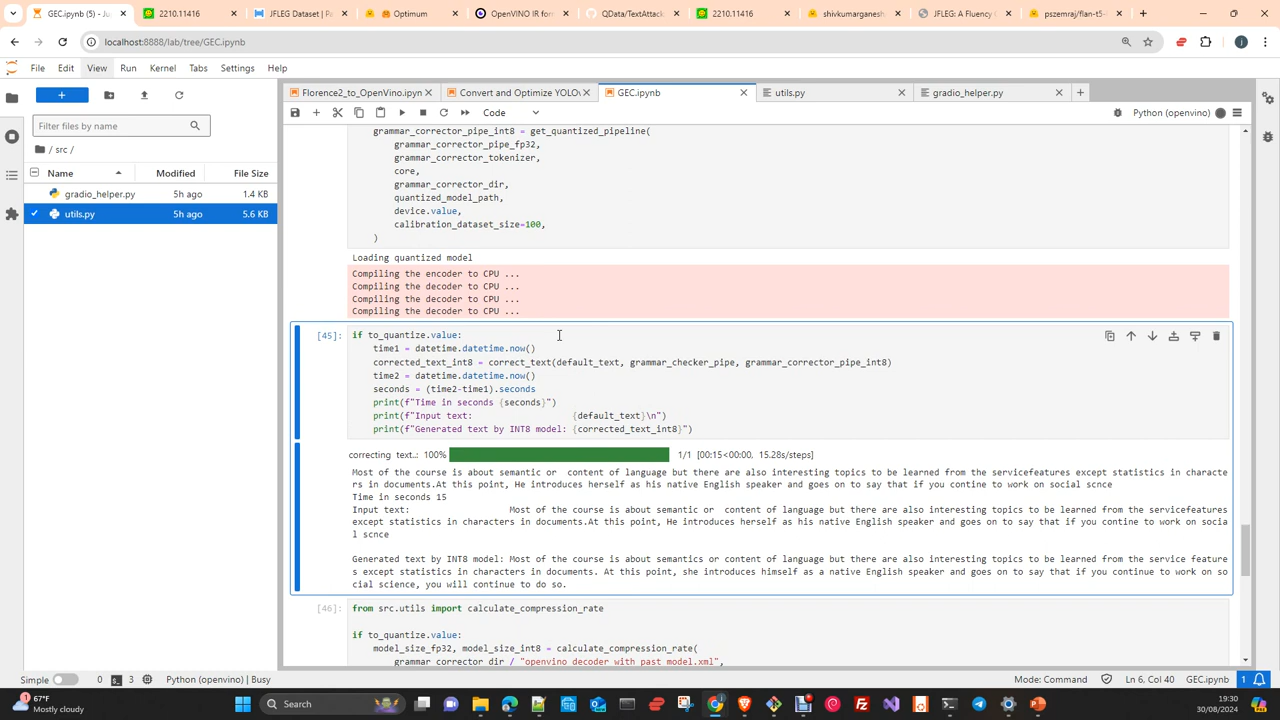 GEC.ipynb (5) - Jupyte
2210.11416
JFLEG Dataset | Pap
Optimum
OpenVINO IR form
QData/TextAttack
2210.11416
shivkumarganesh
JFLEG: A Fluency C
pszemraj/flan-t5-
localhost:8888/lab/tree/GEC.ipynb
File Edit View Run Kernel Tabs Settings Help
Florence2_to_OpenVino.ipyn
Convert and Optimize YOLOv
GEC.ipynb
utils.py
gradio_helper.py
Code
Python (openvino)
Filter files by name
/ src /
Name Modified File Size
gradio_helper.py 5h ago 1.4 KB
utils.py 5h ago 5.6 KB
grammar_corrector_pipe_int8 = get_quantized_pipeline(
grammar_corrector_pipe_fp32,
grammar_corrector_tokenizer,
core,
grammar_corrector_dir,
quantized_model_path,
device.value,
calibration_dataset_size=100,
)
Loading quantized model
Compiling the encoder to CPU ...
Compiling the decoder to CPU ...
Compiling the decoder to CPU ...
Compiling the decoder to CPU ...
[45]: if to_quantize.value:
time1 = datetime.datetime.now()
corrected_text_int8 = correct_text(default_text, grammar_checker_pipe, grammar_corrector_pipe_int8)
time2 = datetime.datetime.now()
seconds = (time2-time1).seconds
print(f"Time in seconds {seconds}")
print(f"Input text: {default_text}\n")
print(f"Generated text by INT8 model: {corrected_text_int8}")
correcting text..: 100% 1/1 [00:15<00:00, 15.28s/steps]
Most of the course is about semantic or  content of language but there are also interesting topics to be learned from the servicefeatures except statistics in characte
rs in documents.At this point, He introduces herself as his native English speaker and goes on to say that if you contine to work on social scnce
Time in seconds 15
Input text: Most of the course is about semantic or  content of language but there are also interesting topics to be learned from the servicefeatures
except statistics in characters in documents.At this point, He introduces herself as his native English speaker and goes on to say that if you contine to work on socia
l scnce
Generated text by INT8 model: Most of the course is about semantics or content of language but there are also interesting topics to be learned from the service feature
s except statistics in characters in documents. At this point, she introduces himself as a native English speaker and goes on to say that if you continue to work on so
cial science, you will continue to do so.
[46]: from src.utils import calculate_compression_rate
if to_quantize.value:
model_size_fp32, model_size_int8 = calculate_compression_rate(
grammar_corrector_dir / "openvino_decoder_with_past_model.xml",
Simple 0 3 Python (openvino) | Busy
Mode: Command Ln 6, Col 40 GEC.ipynb 1
67°F
Mostly cloudy
Search
19:30
30/08/2024